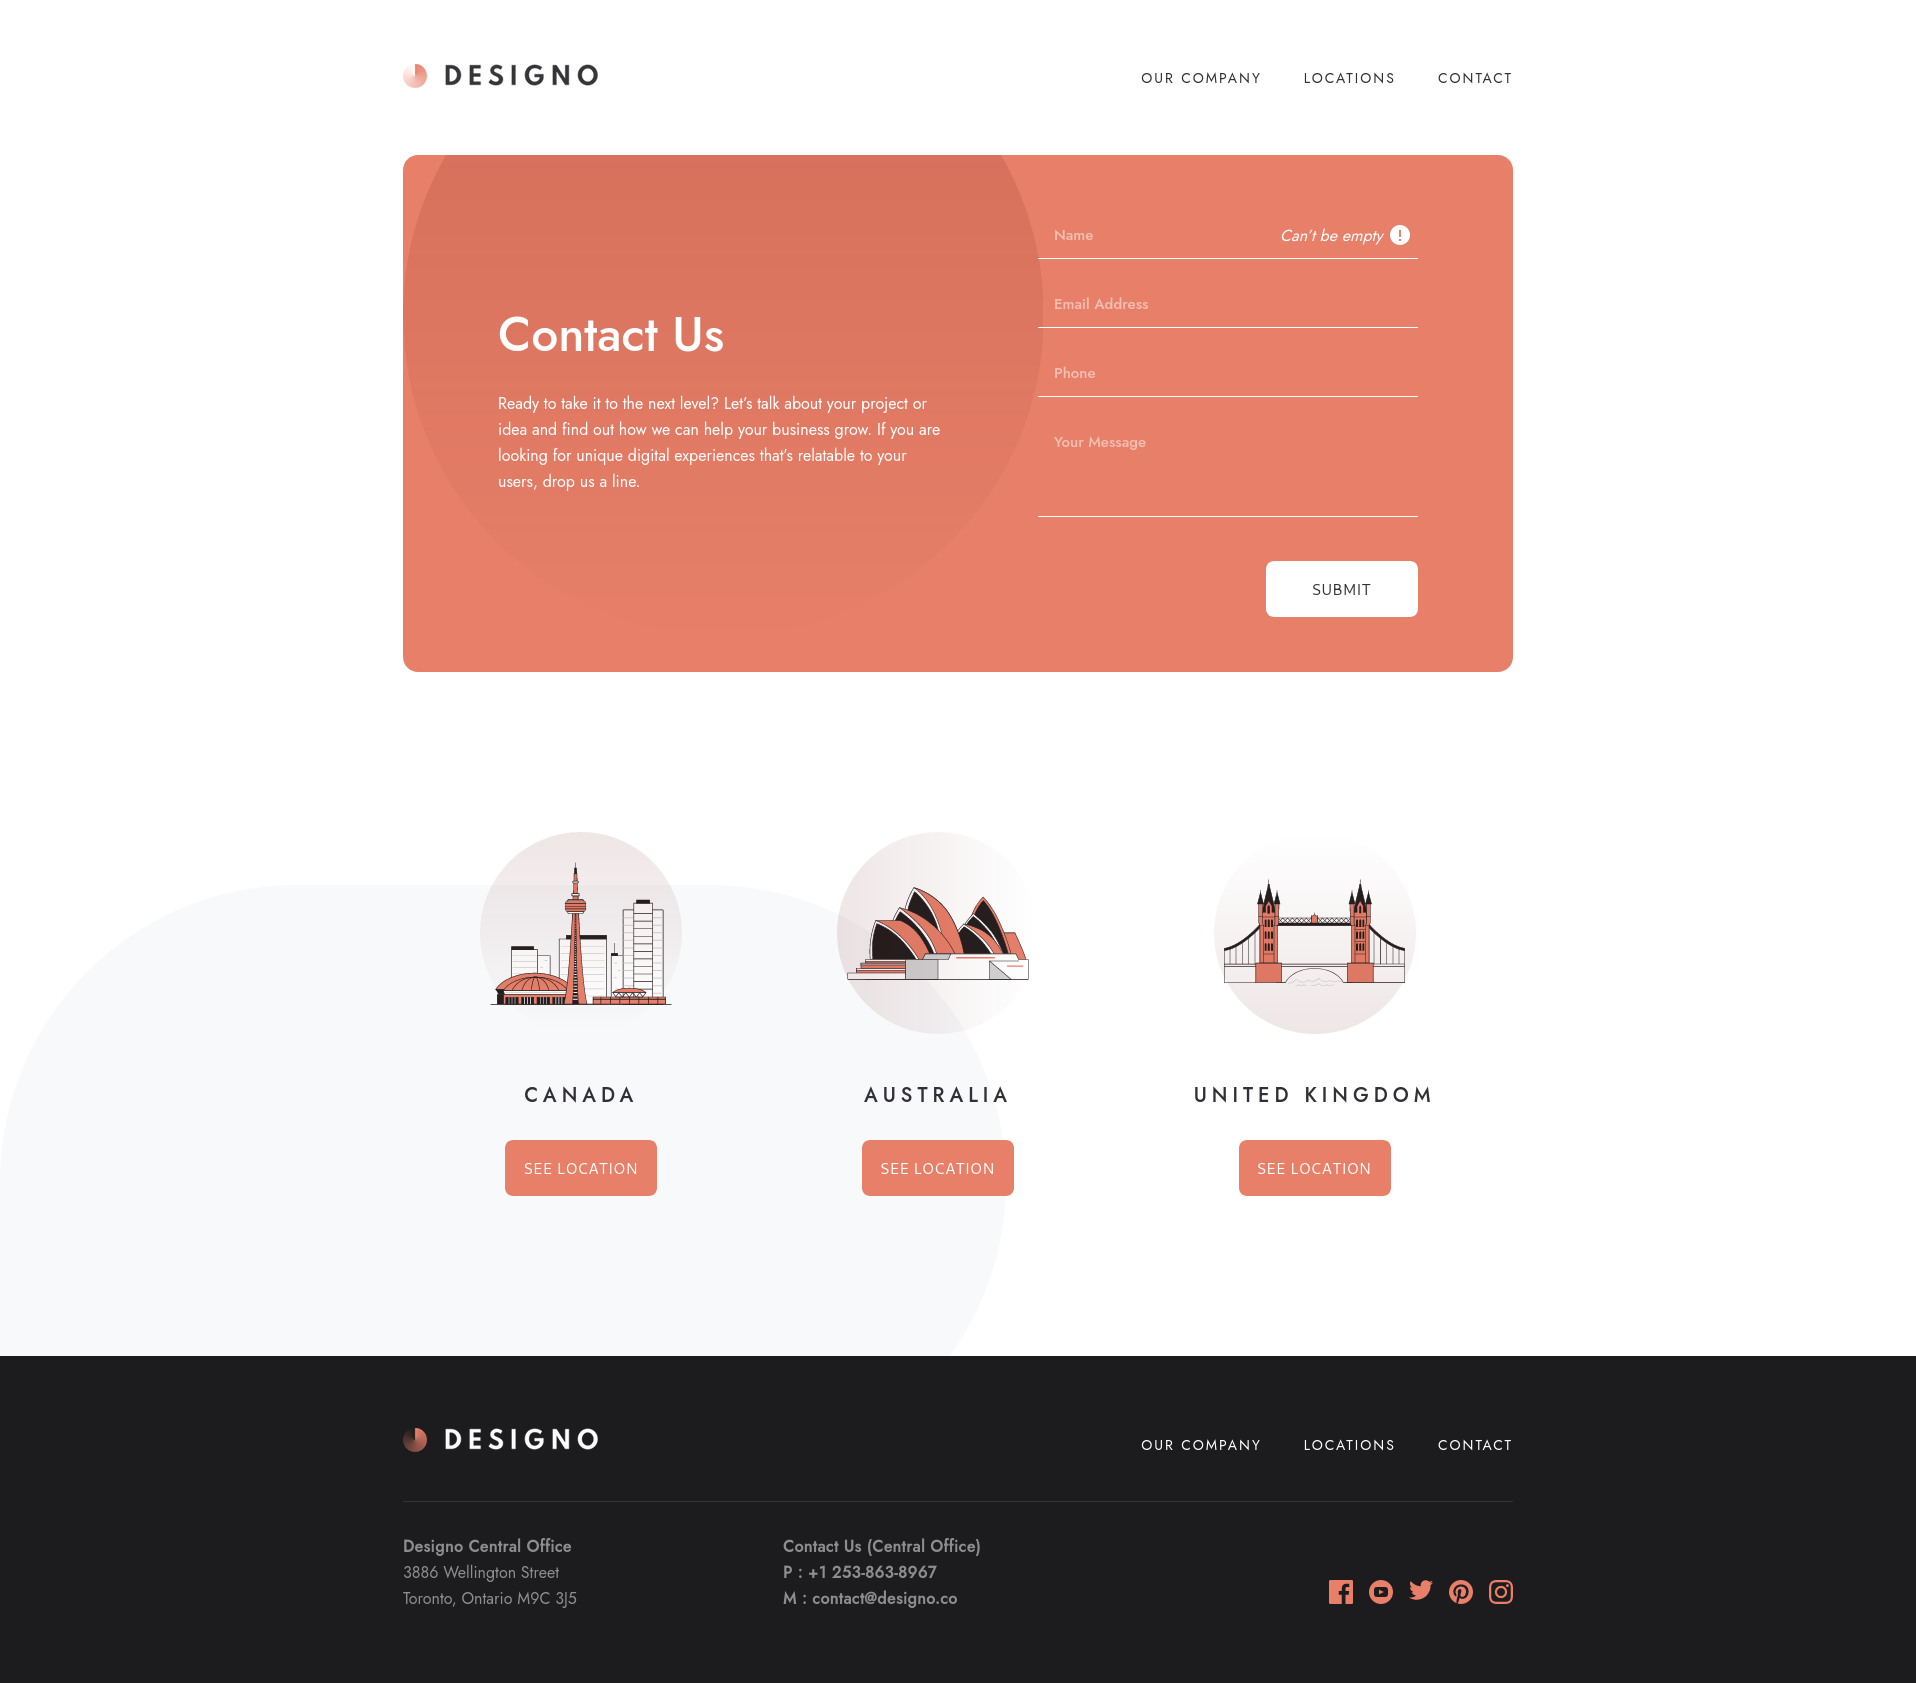 DESIGNO
OUR COMPANY
LOCATIONS
CONTACT
Name
Can’t be empty
!
Email Address
Contact Us
Phone
Ready to take it to the next level? Let’s talk about your project or
idea and find out how we can help your business grow. If you are
looking for unique digital experiences that’s relatable to your
users, drop us a line.
Your Message
SUBMIT
CANADA
AUSTRALIA
UNITED KINGDOM
SEE LOCATION
SEE LOCATION
SEE LOCATION
DESIGNO
OUR COMPANY
LOCATIONS
CONTACT
Designo Central Office
3886 Wellington Street
Toronto, Ontario M9C 3J5
Contact Us (Central Office)
P : +1 253-863-8967
M : contact@designo.co